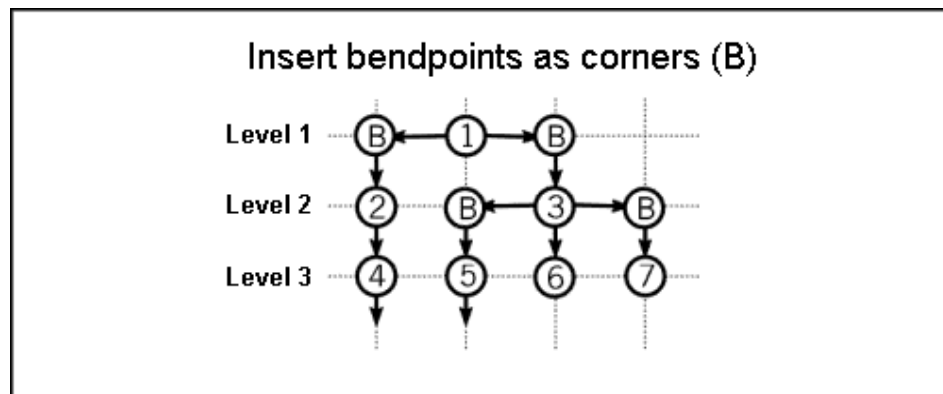 Insert bendpoints as corners (B)
Level 1 B 1 B
Level 2 2 B 3 B
Level 3 4 5 6 7